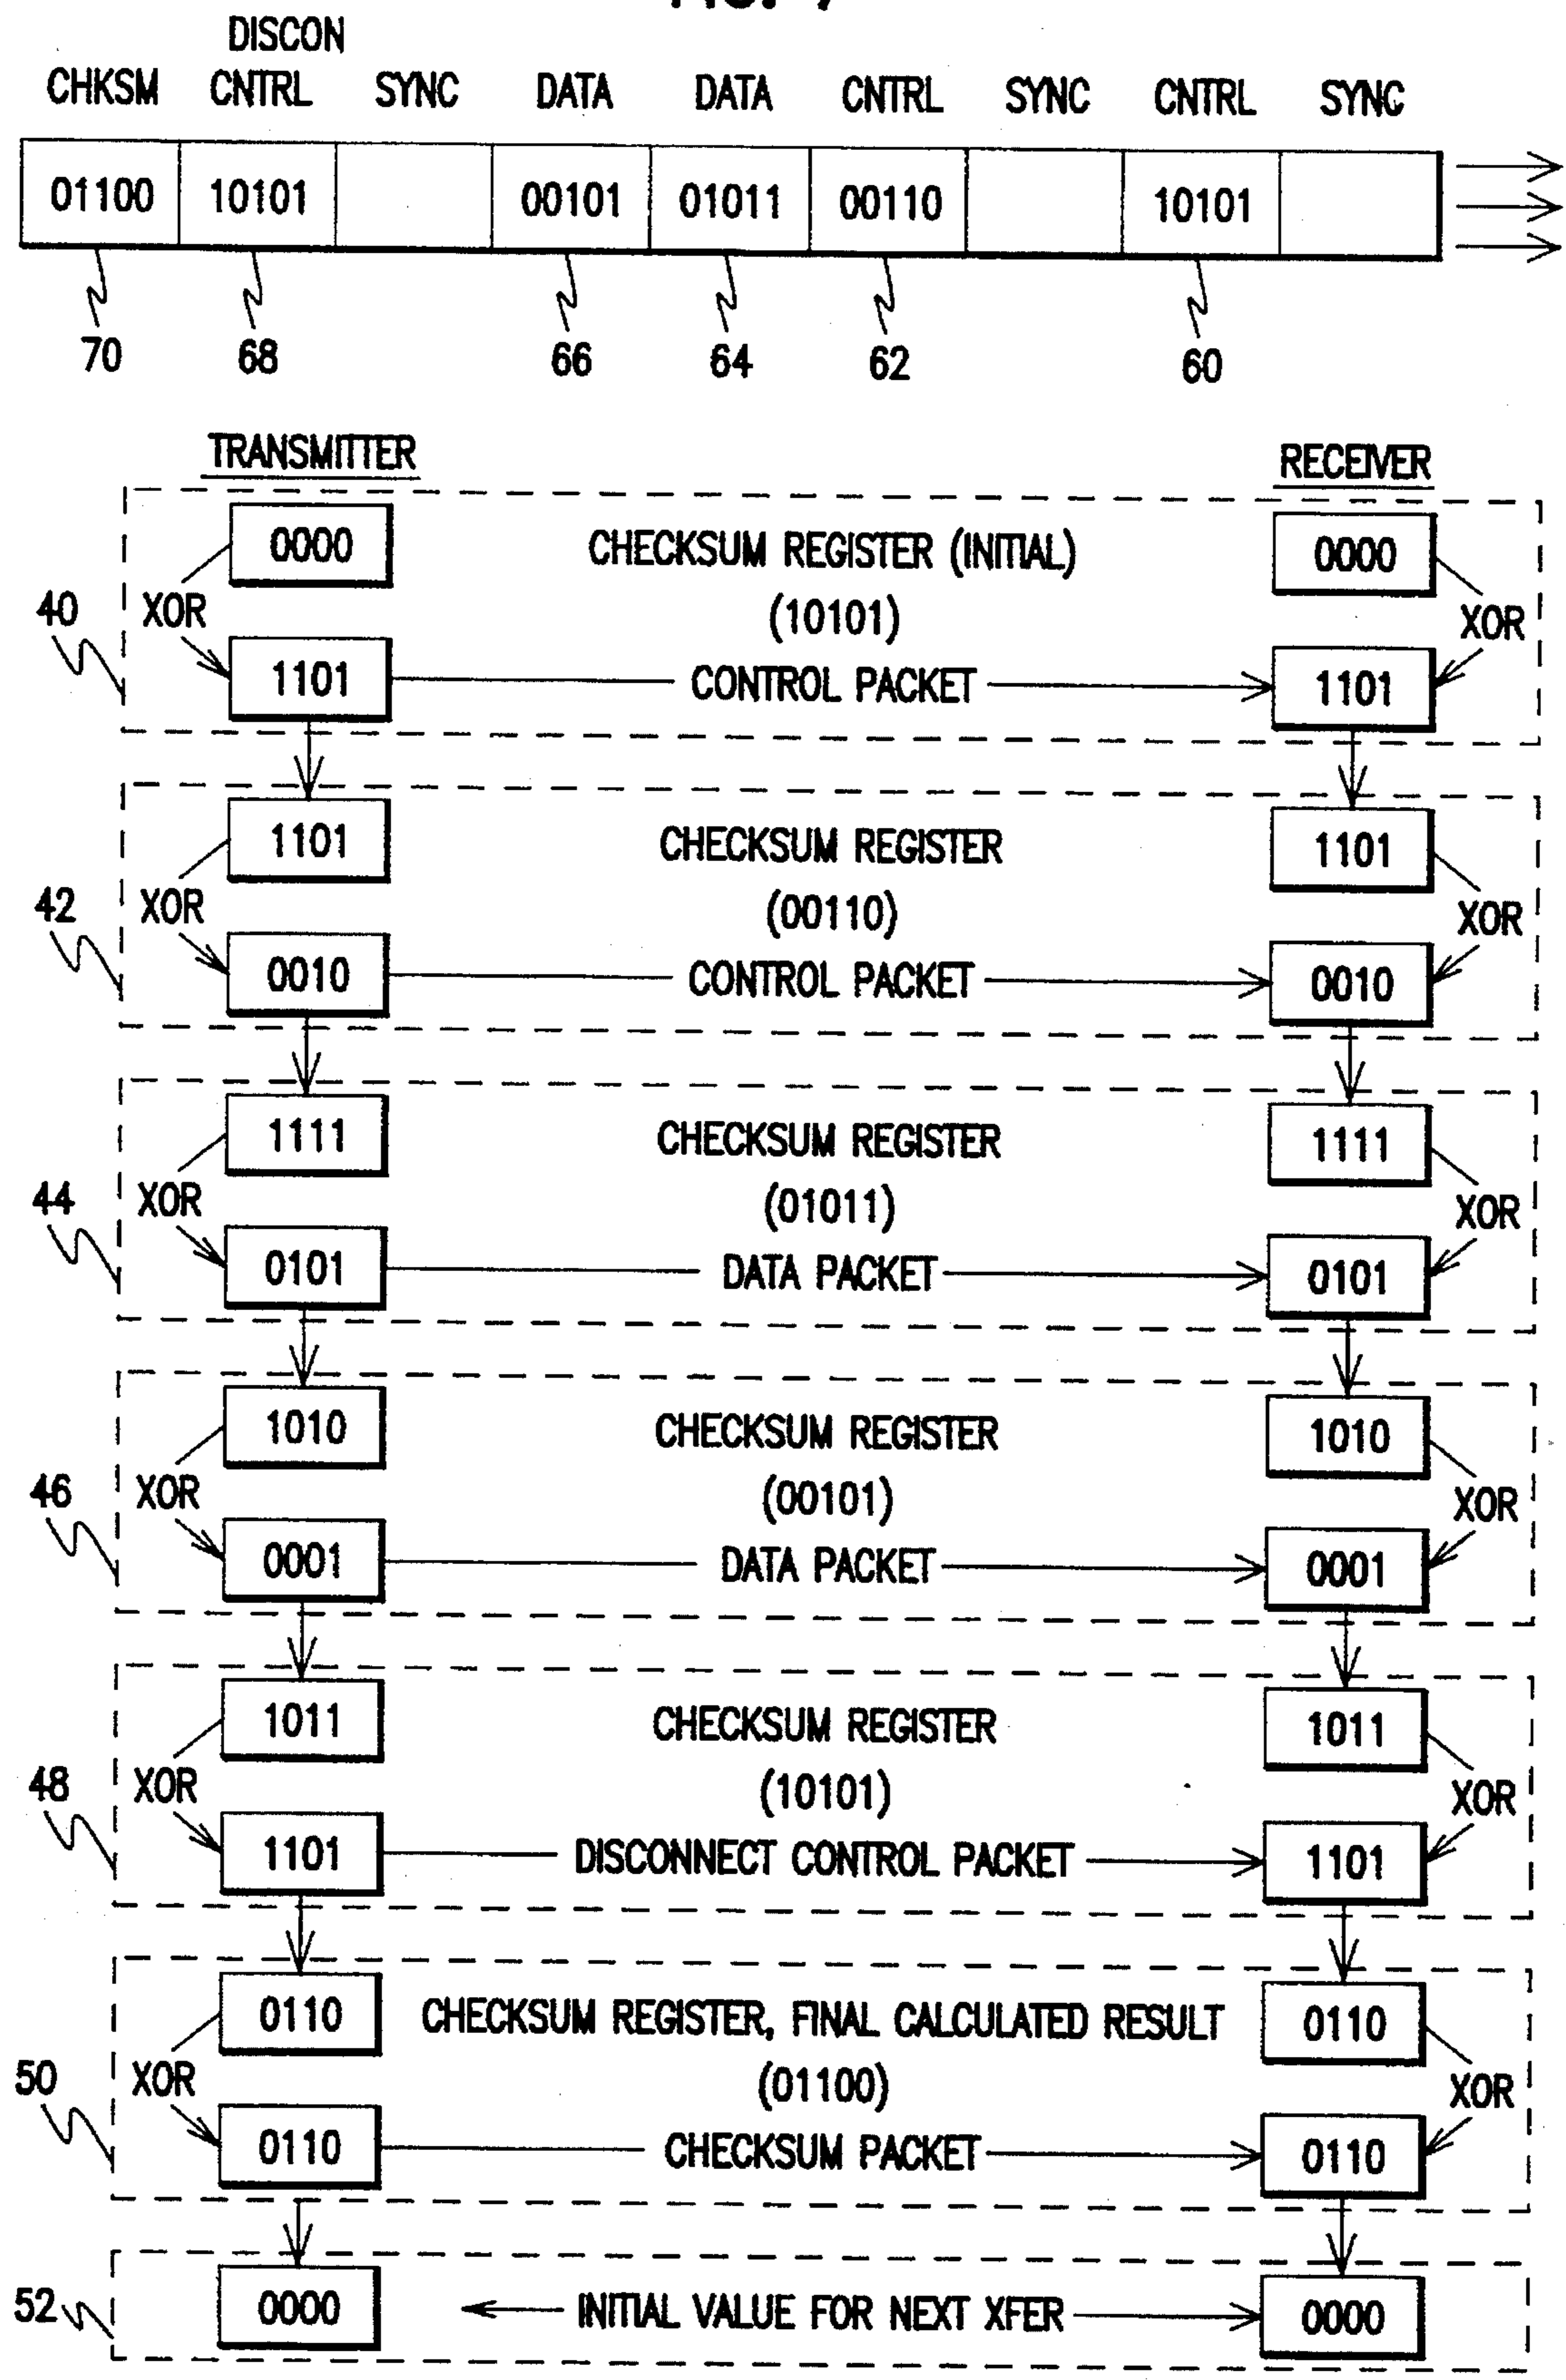 DISCON
CHKSM CNTRL SYNC DATA DATA CNTRL SYNC CNTRL SYNC
01100 10101 00101 01011 00110 10101
70 68 66 64 62 60
TRANSMITTER RECEIVER
0000 CHECKSUM REGISTER (INITIAL) 0000
40 XOR (10101) XOR
1101 CONTROL PACKET 1101
1101 CHECKSUM REGISTER 1101
42 XOR (00110) XOR
0010 CONTROL PACKET 0010
1111 CHECKSUM REGISTER 1111
44 XOR (01011) XOR
0101 DATA PACKET 0101
1010 CHECKSUM REGISTER 1010
46 XOR (00101) XOR
0001 DATA PACKET 0001
1011 CHECKSUM REGISTER 1011
48 XOR (10101) XOR
1101 DISCONNECT CONTROL PACKET 1101
0110 CHECKSUM REGISTER, FINAL CALCULATED RESULT 0110
50 XOR (01100) XOR
0110 CHECKSUM PACKET 0110
52 0000 INITIAL VALUE FOR NEXT XFER 0000